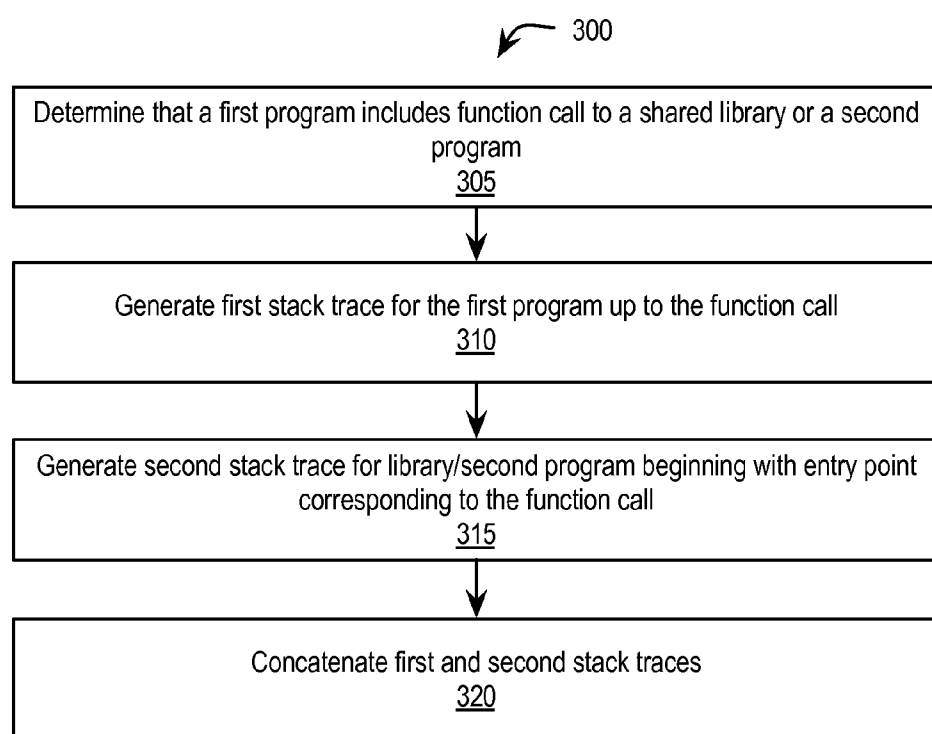 300
Determine that a first program includes function call to a shared library or a second
program
305
Generate first stack trace for the first program up to the function call
310
Generate second stack trace for library/second program beginning with entry point
corresponding to the function call
315
Concatenate first and second stack traces
320